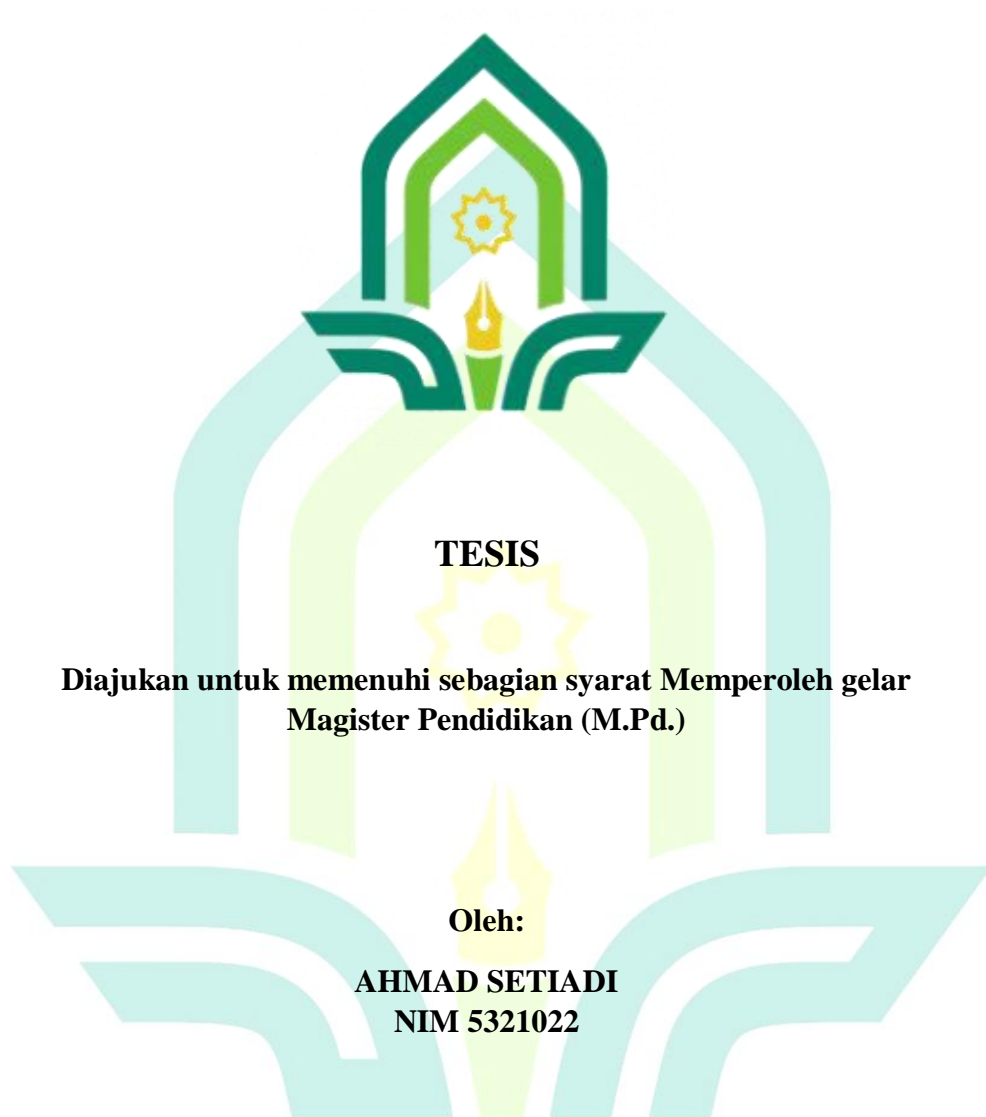 TESIS
Diajukan untuk memenuhi sebagian syarat Memperoleh gelar
Magister Pendidikan (M.Pd.)
Oleh:
AHMAD SETIADI
NIM 5321022